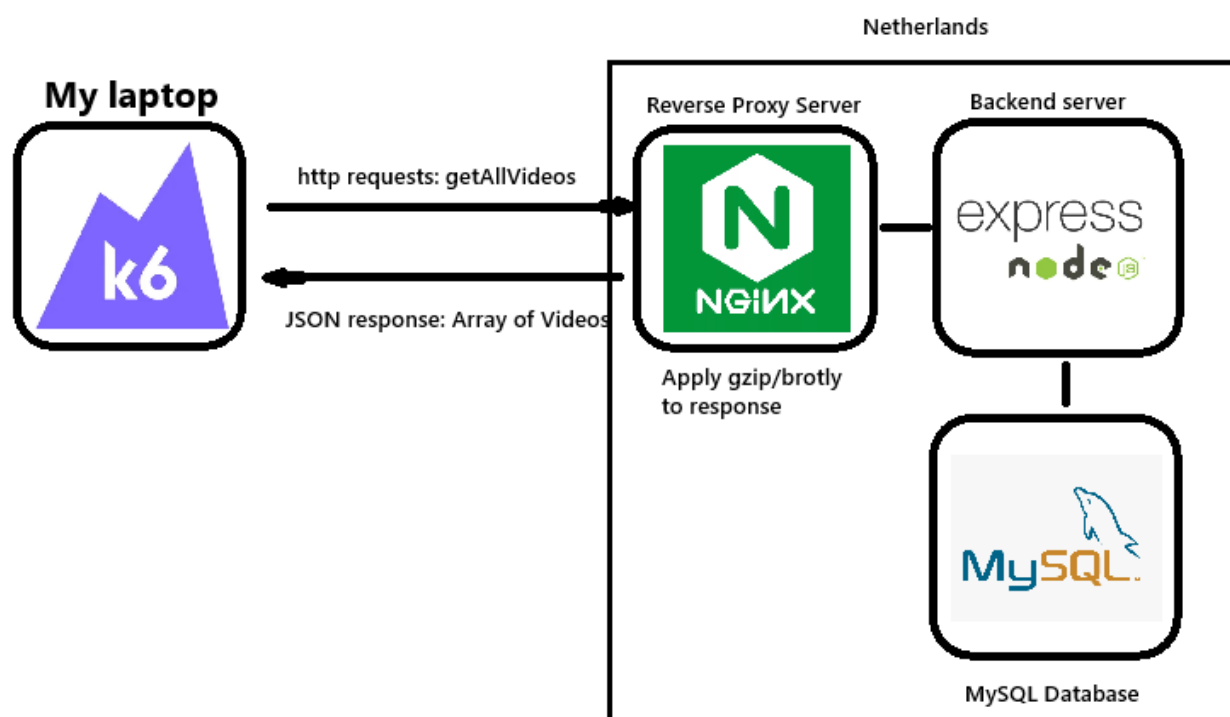 Netherlands
My laptop
Reverse Proxy Server
Backend server
k6
http requests: getAllVideos
JSON response: Array of Videos
N
NGiNX
express
node
js
Apply gzip/brotly
to response
MySQL
MySQL Database